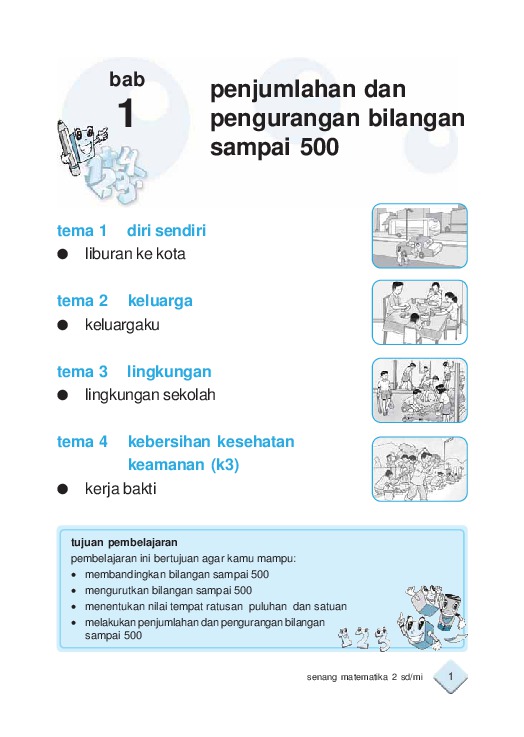 bab
1
penjumlahan dan
pengurangan bilangan
sampai 500
tema 1 diri sendiri
● liburan ke kota
tema 2 keluarga
● keluargaku
tema 3 lingkungan
● lingkungan sekolah
tema 4 kebersihan kesehatan
keamanan (k3)
● kerja bakti
tujuan pembelajaran
pembelajaran ini bertujuan agar kamu mampu:
• membandingkan bilangan sampai 500
• mengurutkan bilangan sampai 500
• menentukan nilai tempat ratusan puluhan dan satuan
• melakukan penjumlahan dan pengurangan bilangan
sampai 500
senang matematika 2 sd/mi 1